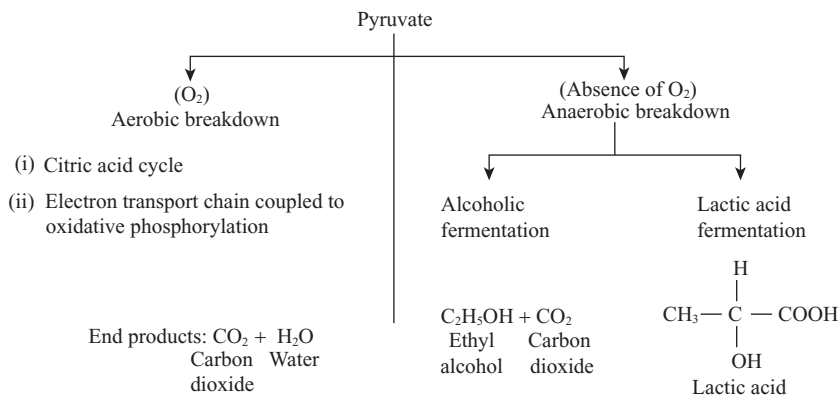 Pyruvate
(O₂)
Aerobic breakdown
(i) Citric acid cycle
(ii) Electron transport chain coupled to
oxidative phosphorylation
End products: CO₂ + H₂O
Carbon Water
dioxide
(Absence of O₂)
Anaerobic breakdown
Alcoholic
fermentation
C₂H₅OH + CO₂
Ethyl Carbon
alcohol dioxide
Lactic acid
fermentation
H
CH₃ — C — COOH
OH
Lactic acid